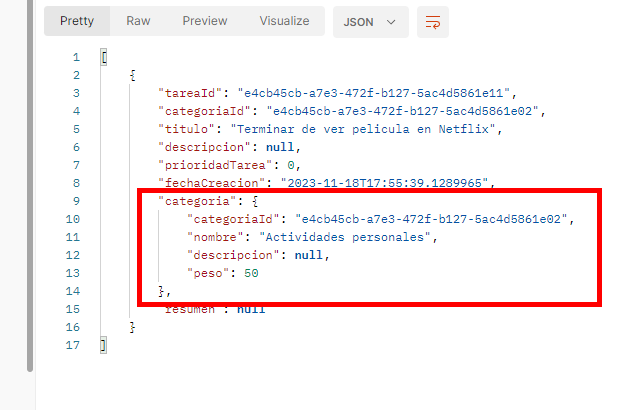 Pretty Raw Preview Visualize JSON
1 [
2 {
3 "tareaId": "e4cb45cb-a7e3-472f-b127-5ac4d5861e11",
4 "categoriaId": "e4cb45cb-a7e3-472f-b127-5ac4d5861e02",
5 "titulo": "Terminar de ver pelicula en Netflix",
6 "descripcion": null,
7 "prioridadTarea": 0,
8 "fechaCreacion": "2023-11-18T17:55:39.1289965",
9 "categoria": {
10 "categoriaId": "e4cb45cb-a7e3-472f-b127-5ac4d5861e02",
11 "nombre": "Actividades personales",
12 "descripcion": null,
13 "peso": 50
14 },
15 "resumen": null
16 }
17 ]